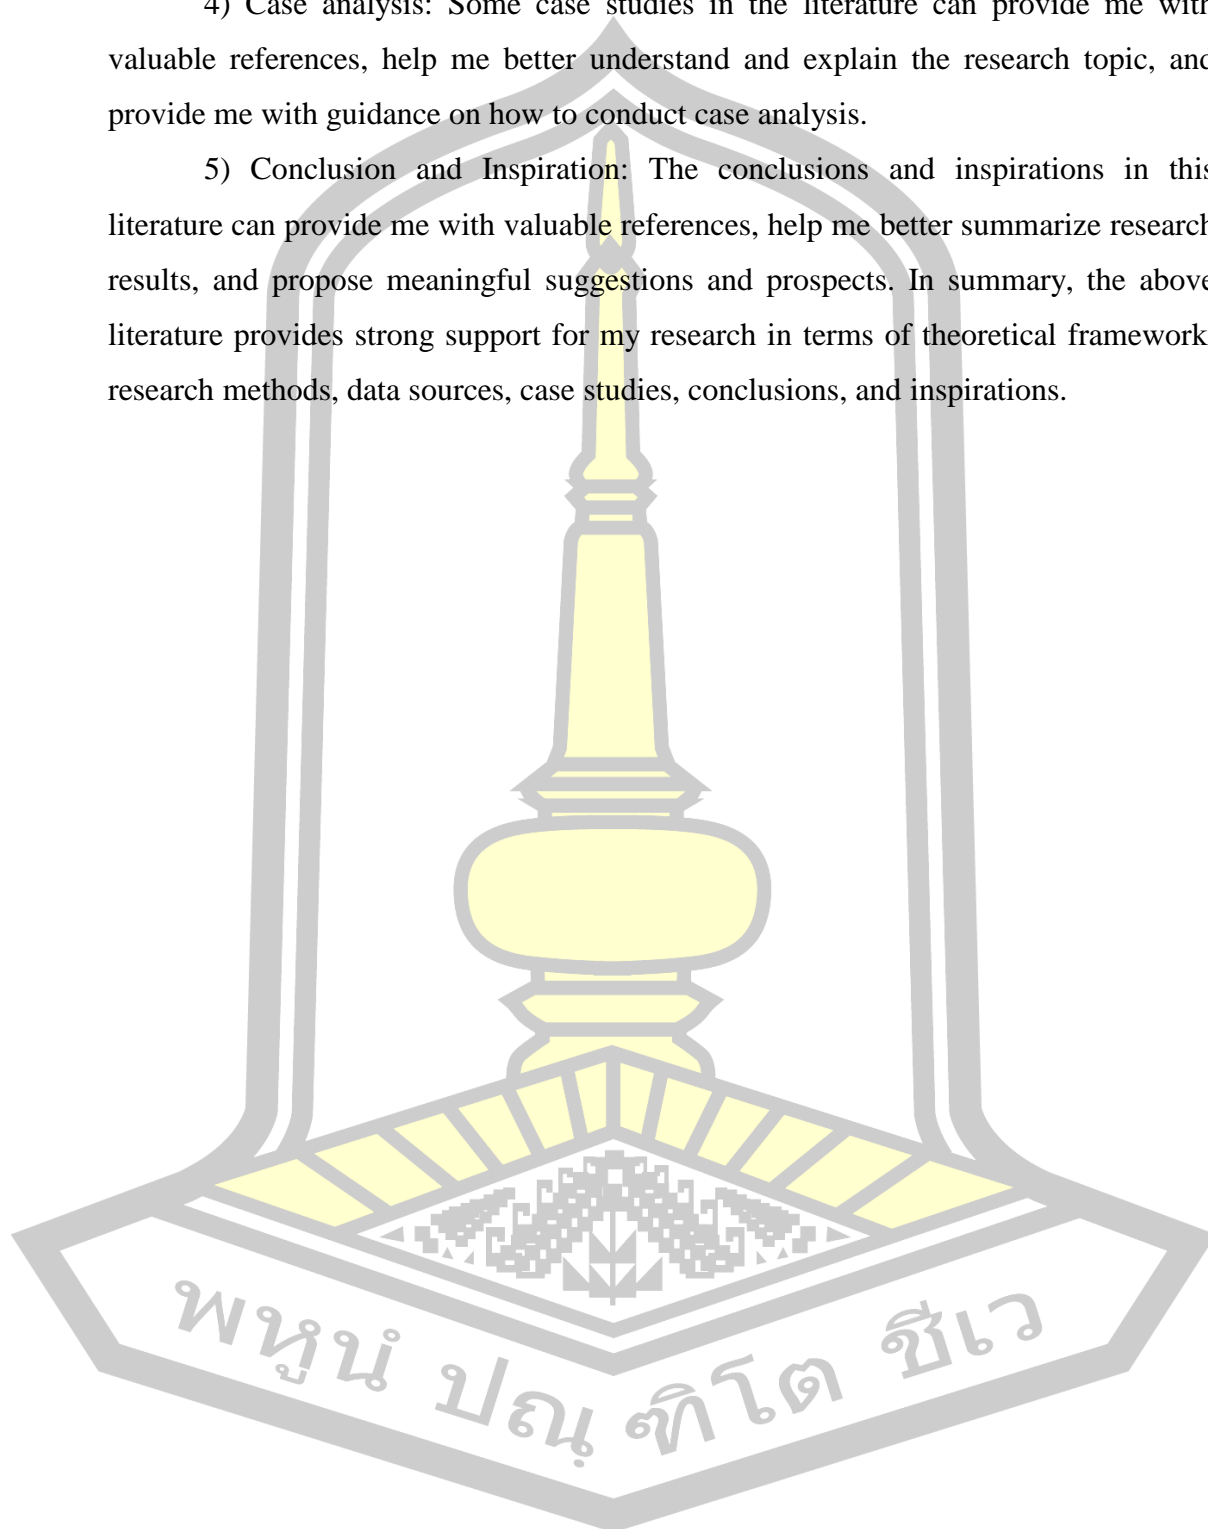 4) Case analysis: Some case studies in the literature can provide me with
valuable references, help me better understand and explain the research topic, and
provide me with guidance on how to conduct case analysis.
5) Conclusion and Inspiration: The conclusions and inspirations in this
literature can provide me with valuable references, help me better summarize research
results, and propose meaningful suggestions and prospects. In summary, the above
literature provides strong support for my research in terms of theoretical framework,
research methods, data sources, case studies, conclusions, and inspirations.
พหูนํ ปณฺฑิโต ชีเว